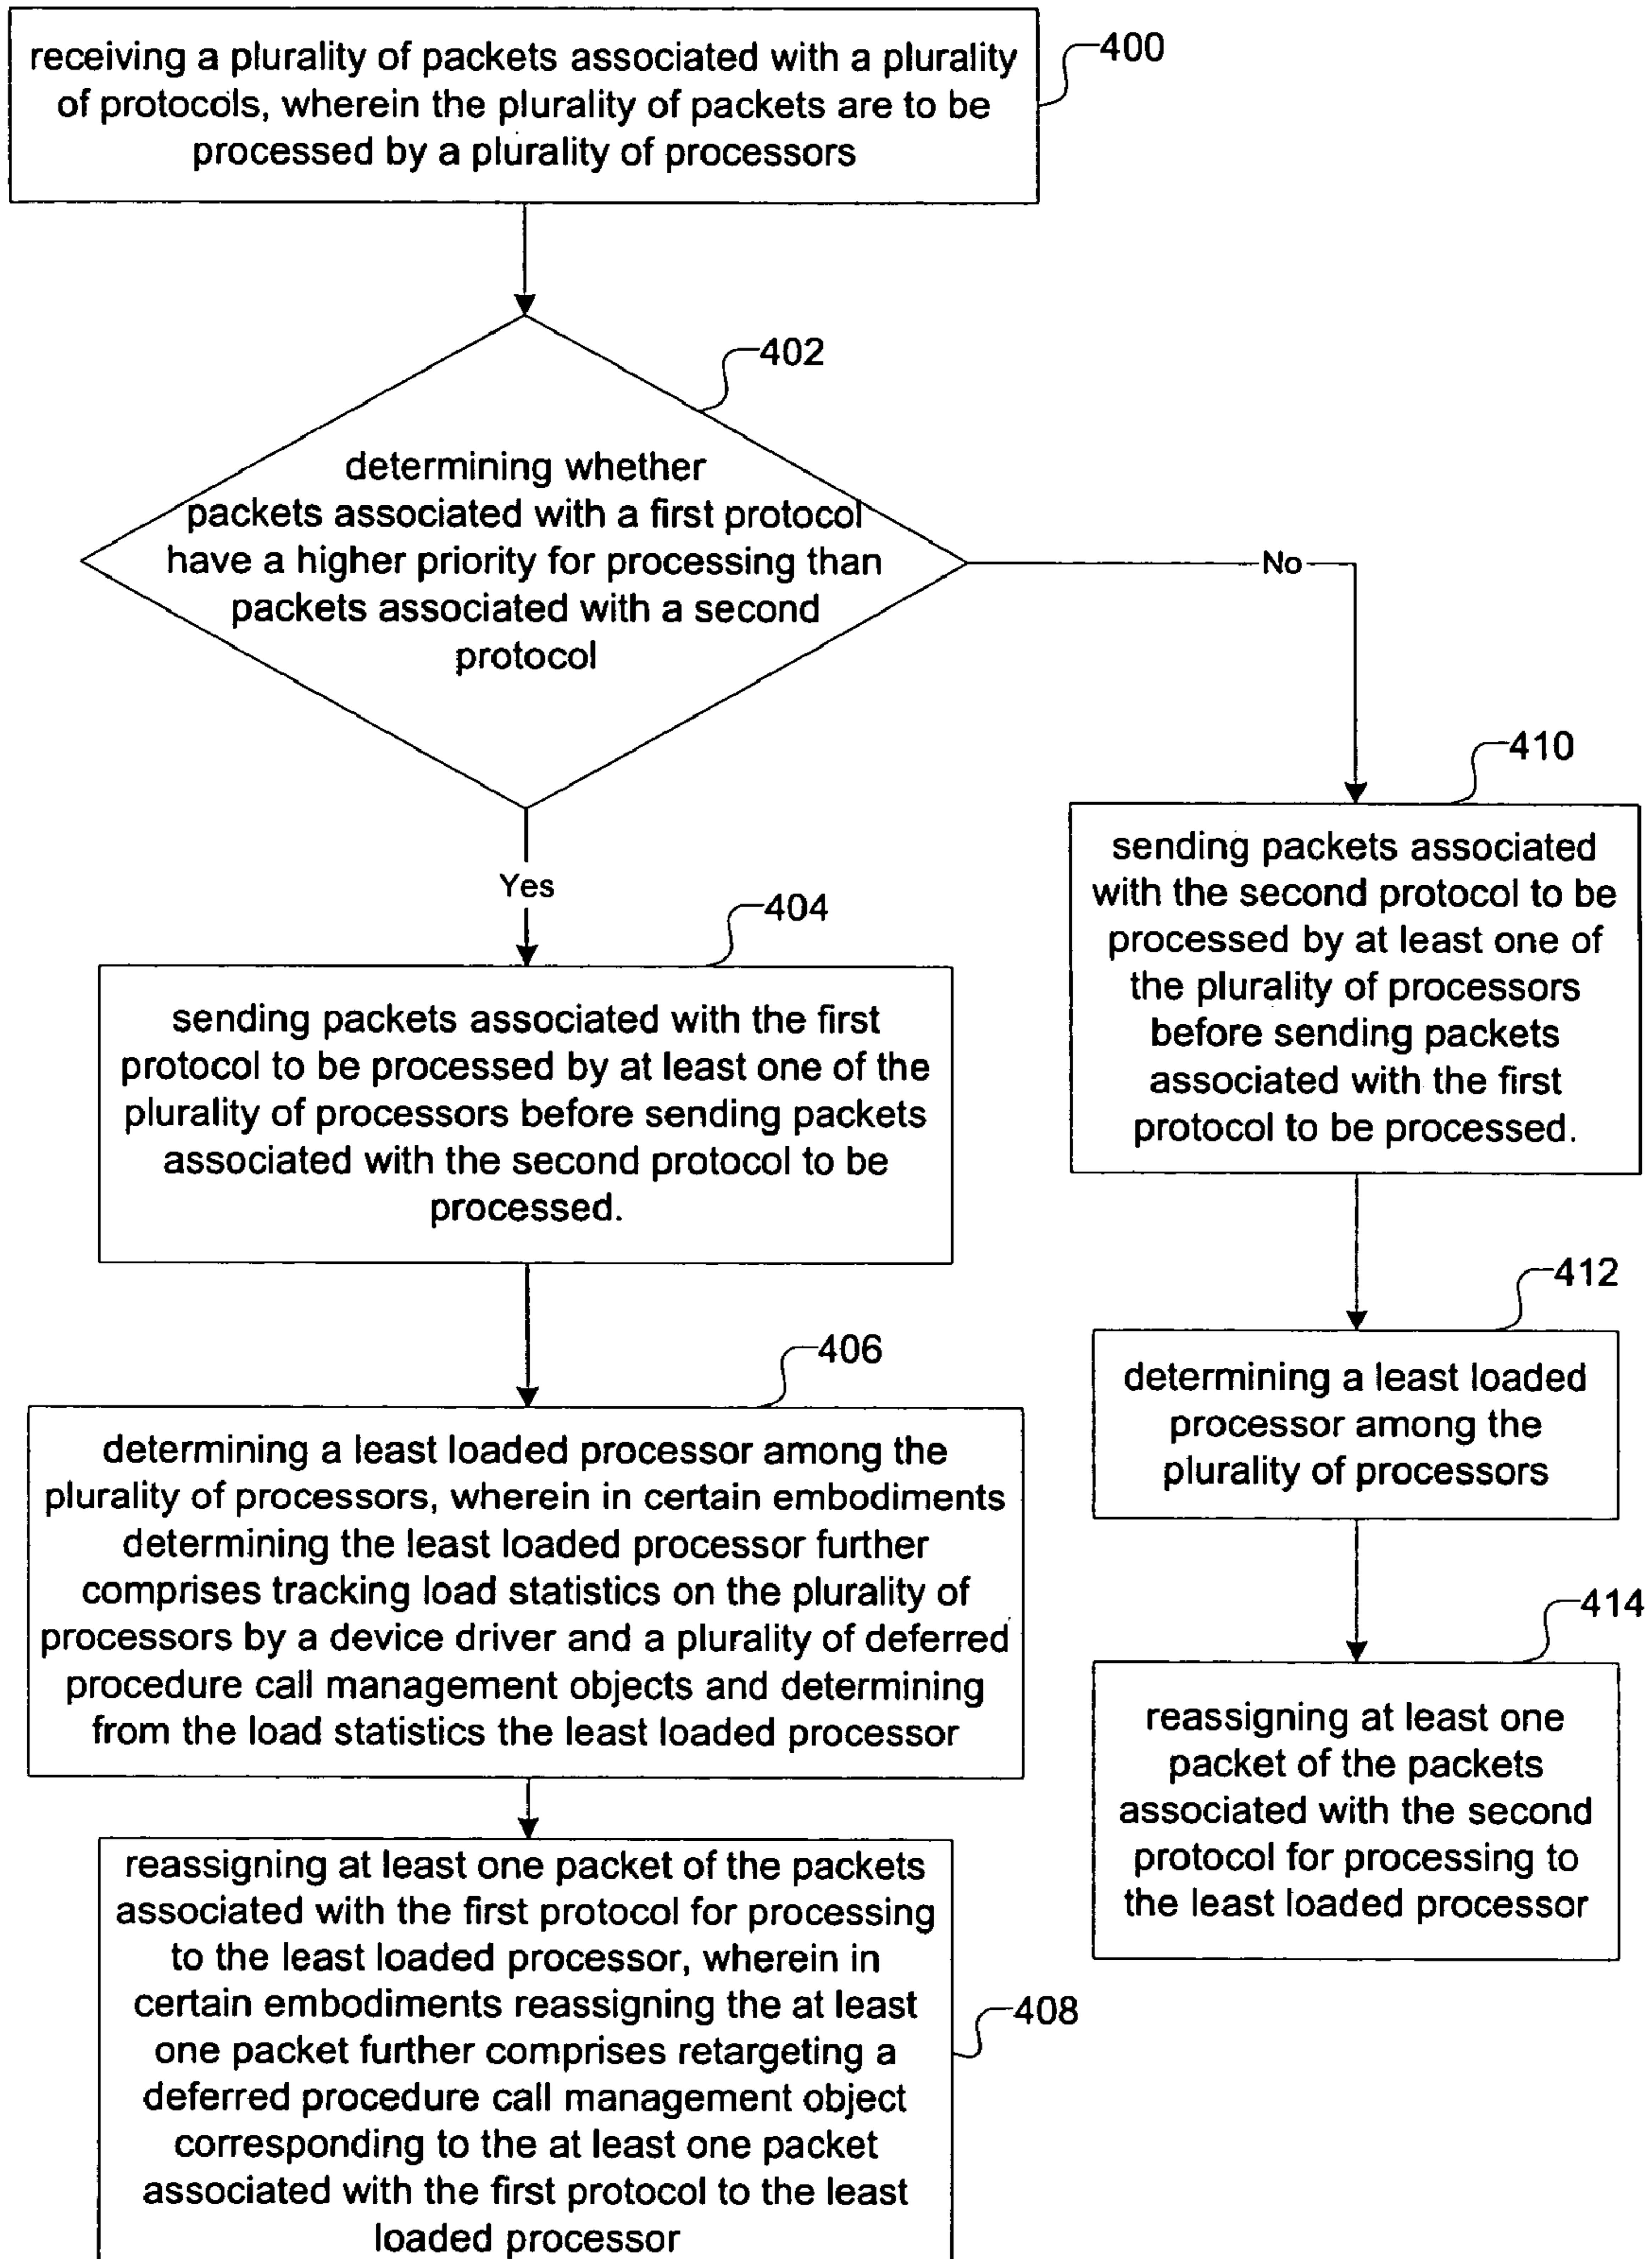 receiving a plurality of packets associated with a plurality
of protocols, wherein the plurality of packets are to be
processed by a plurality of processors
400
402
determining whether
packets associated with a first protocol
have a higher priority for processing than
packets associated with a second
protocol
No
Yes
404
sending packets associated with the first
protocol to be processed by at least one of the
plurality of processors before sending packets
associated with the second protocol to be
processed.
406
determining a least loaded processor among the
plurality of processors, wherein in certain embodiments
determining the least loaded processor further
comprises tracking load statistics on the plurality of
processors by a device driver and a plurality of deferred
procedure call management objects and determining
from the load statistics the least loaded processor
reassigning at least one packet of the packets
associated with the first protocol for processing
to the least loaded processor, wherein in
certain embodiments reassigning the at least
one packet further comprises retargeting a
deferred procedure call management object
corresponding to the at least one packet
associated with the first protocol to the least
loaded processor
408
410
sending packets associated
with the second protocol to be
processed by at least one of
the plurality of processors
before sending packets
associated with the first
protocol to be processed.
412
determining a least loaded
processor among the
plurality of processors
414
reassigning at least one
packet of the packets
associated with the second
protocol for processing to
the least loaded processor